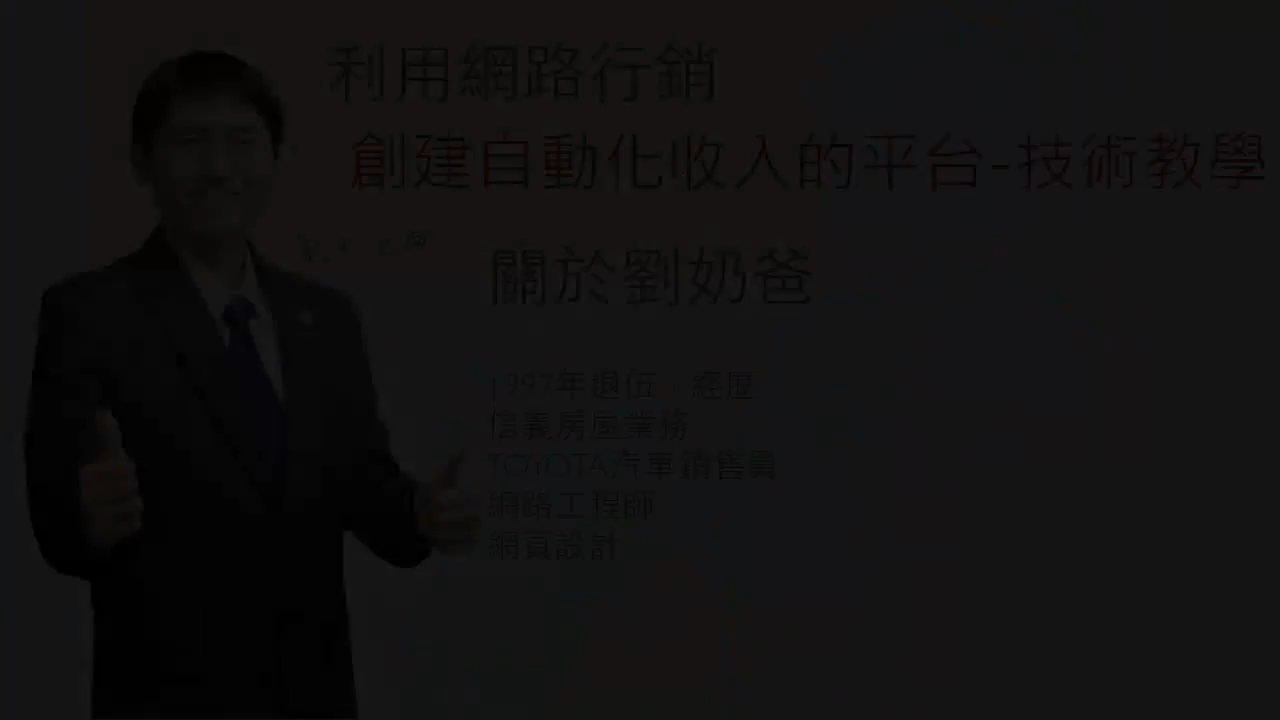 利用網路行銷
創建自動化收入的平台-技術教學
關於劉奶爸
1997年退伍 經歷
信義房屋業務
TOYOTA汽車銷售員
網路工程師
網頁設計